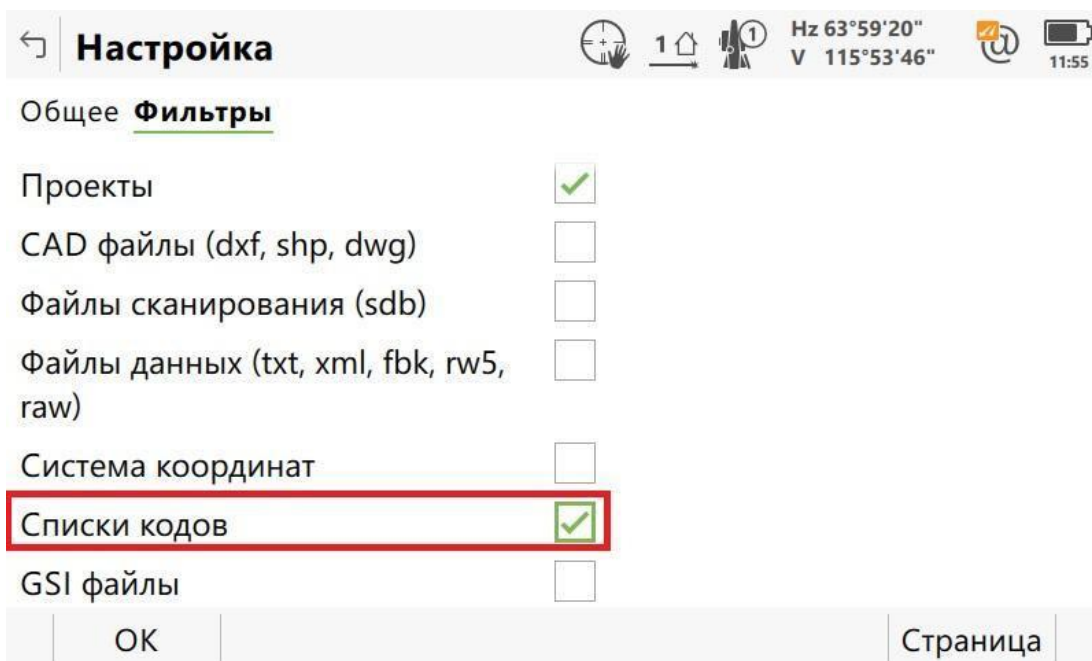 Настройка
1
1
Hz 63°59'20"
V 115°53'46"
11:55
Общее Фильтры
Проекты
CAD файлы (dxf, shp, dwg)
Файлы сканирования (sdb)
Файлы данных (txt, xml, fbk, rw5,
raw)
Система координат
Списки кодов
GSI файлы
OK
Страница